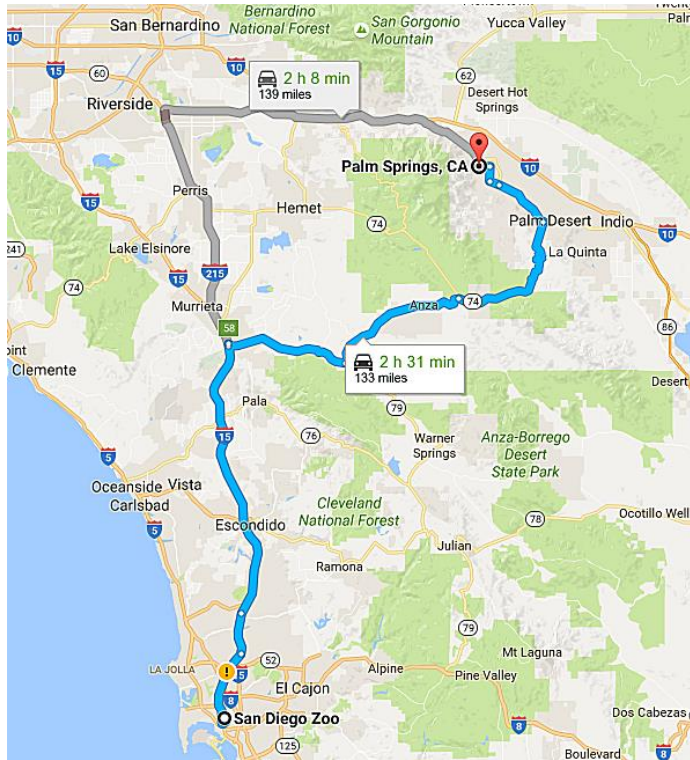 Bernardino
National Forest
San Gorgonio
Mountain
Yucca Valley
Palm
San Bernardino
10
15
10
60
2 h 8 min
139 miles
62
Riverside
Desert Hot
Springs
Palm Springs, CA
10
15
Perris
Hemet
74
Palm Desert
Indio
10
241
Lake Elsinore
La Quinta
15
215
74
Murrieta
Anza
74
58
86
Point
Clemente
2 h 31 min
133 miles
Desert
79
5
Pala
15
76
Warner
Springs
Anza-Borrego
Desert
State Park
Oceanside
Vista
Carlsbad
5
Cleveland
National Forest
78
Ocotillo Well
Escondido
Julian
Ramona
79
Mt Laguna
LA JOLLA
!
5
52
Alpine
Pine Valley
8
El Cajon
San Diego Zoo
Dos Cabezas
8
125
Boulevard